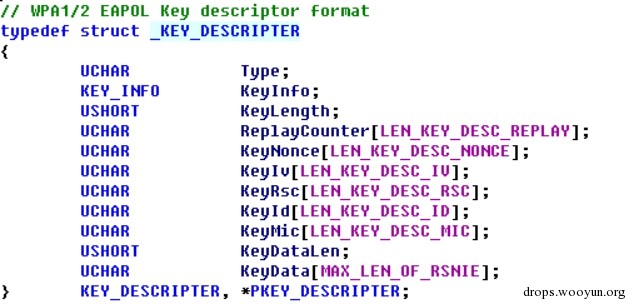 // WPA1/2 EAPOL Key descriptor format
typedef struct _KEY_DESCRIPTER
{
UCHAR Type;
KEY_INFO KeyInfo;
USHORT KeyLength;
UCHAR ReplayCounter[LEN_KEY_DESC_REPLAY];
UCHAR KeyNonce[LEN_KEY_DESC_NONCE];
UCHAR KeyIv[LEN_KEY_DESC_IV];
UCHAR KeyRsc[LEN_KEY_DESC_RSC];
UCHAR KeyId[LEN_KEY_DESC_ID];
UCHAR KeyMic[LEN_KEY_DESC_MIC];
USHORT KeyDataLen;
UCHAR KeyData[MAX_LEN_OF_RSNIE];
} KEY_DESCRIPTER, *PKEY_DESCRIPTER;
drops.wooyun.org